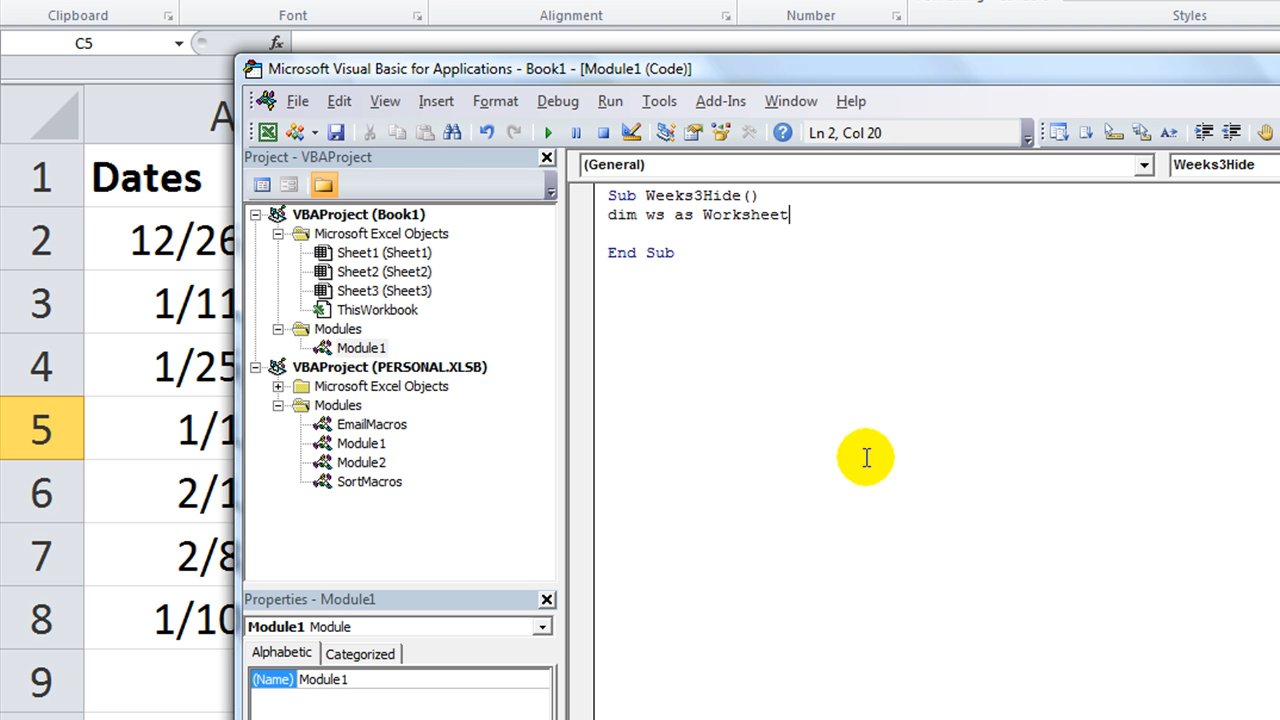 Clipboard Font Alignment Number Styles
C5 fx
Microsoft Visual Basic for Applications - Book1 - [Module1 (Code)]
File Edit View Insert Format Debug Run Tools Add-Ins Window Help
Ln 2, Col 20
Project - VBAProject
(General) Weeks3Hide
VBAProject (Book1)
Microsoft Excel Objects
Sheet1 (Sheet1)
Sheet2 (Sheet2)
Sheet3 (Sheet3)
ThisWorkbook
Modules
Module1
VBAProject (PERSONAL.XLSB)
Microsoft Excel Objects
Modules
EmailMacros
Module1
Module2
SortMacros
Properties - Module1
Module1 Module
Alphabetic Categorized
(Name) Module1
Sub Weeks3Hide()
dim ws as Worksheet
End Sub
A
1 Dates
2 12/26
3 1/11
4 1/25
5 1/1
6 2/1
7 2/8
8 1/10
9